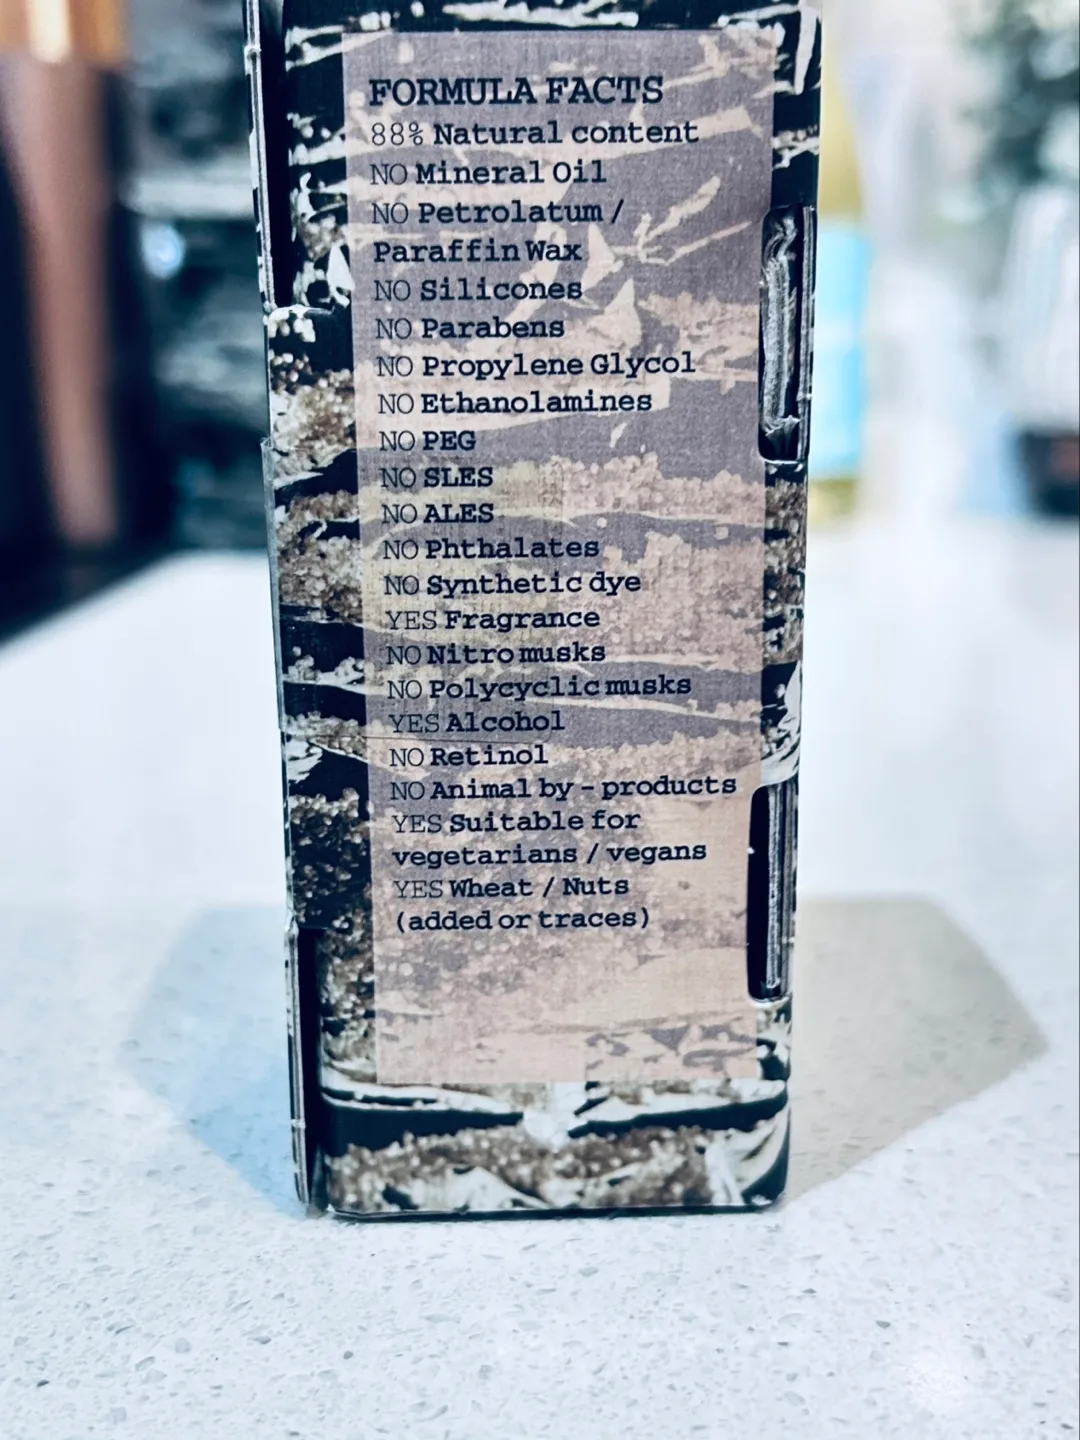 FORMULA FACTS
88% Natural content
NO Mineral Oil
NO Petrolatum /
Paraffin Wax
NO Silicones
NO Parabens
NO Propylene Glycol
NO Ethanolamines
NO PEG
NO SLES
NO ALES
NO Phthalates
NO Synthetic dye
YES Fragrance
NO Nitro musks
NO Polycyclic musks
YES Alcohol
NO Retinol
NO Animal by - products
YES Suitable for
vegetarians / vegans
YES Wheat / Nuts
(added or traces)